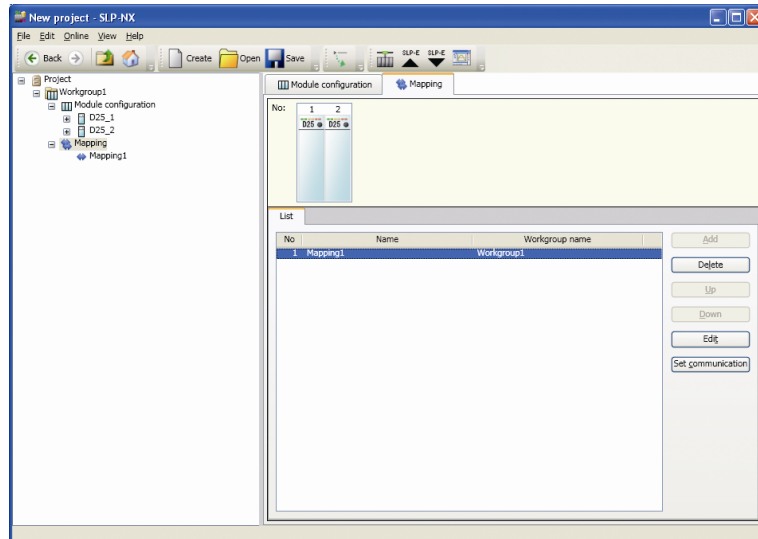 New project - SLP-NX
File Edit Online View Help
Back Create Open Save SLP-E SLP-E
Project
Workgroup1
Module configuration
D25_1
D25_2
Mapping
Mapping1
Module configuration Mapping
No: 1 2
D25 D25
List
No Name Workgroup name
1 Mapping1 Workgroup1
Add
Delete
Up
Down
Edit
Set communication